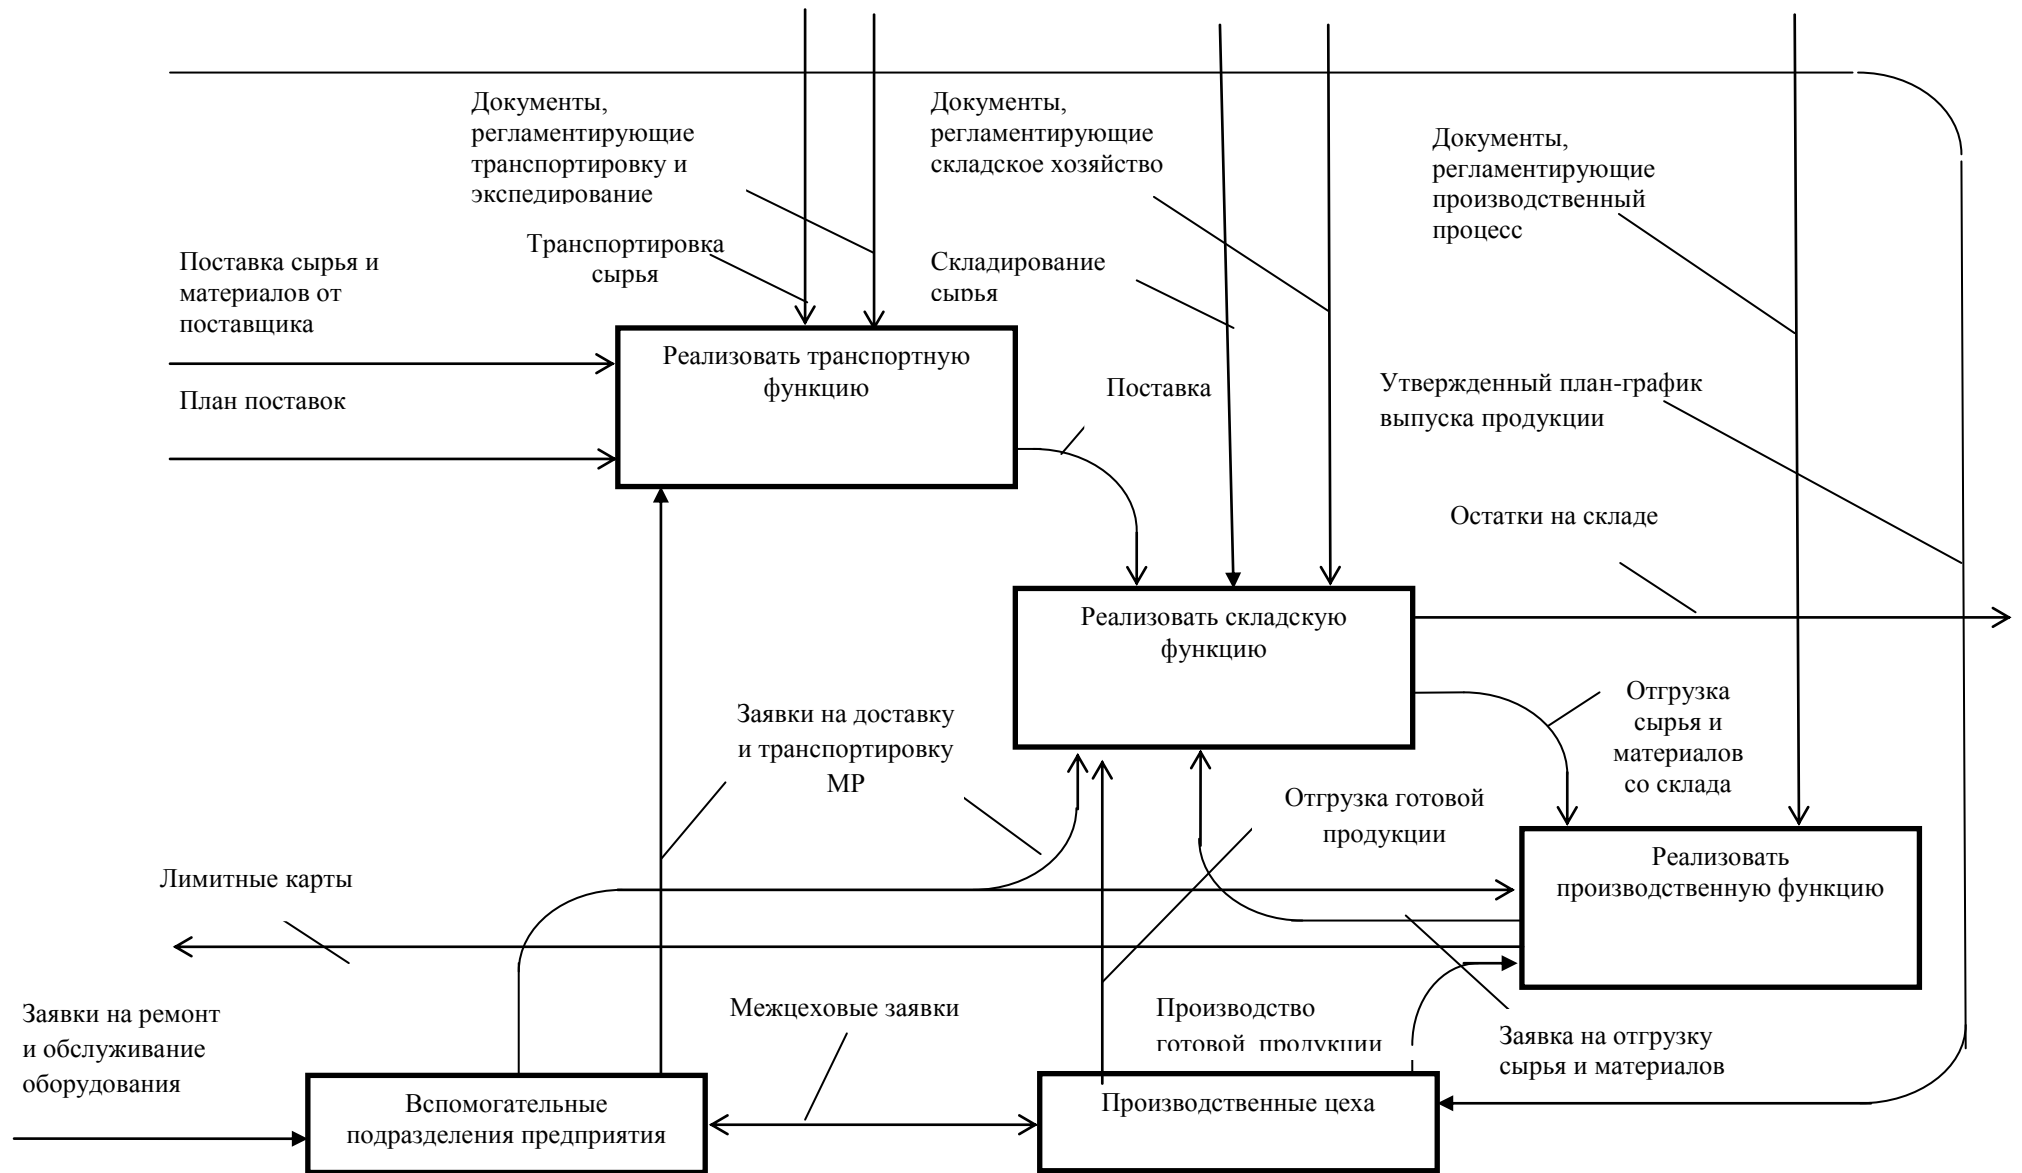 Документы,
регламентирующие
транспортировку и
экспедирование
Документы,
регламентирующие
складское хозяйство
Документы,
регламентирующие
производственный
процесс
Транспортировка
сырья
Поставка сырья и
материалов от
поставщика
Складирование
сырья
Реализовать транспортную
функцию
План поставок
Поставка
Утвержденный план-график
выпуска продукции
Остатки на складе
Реализовать складскую
функцию
Отгрузка
сырья и
материалов
со склада
Заявки на доставку
и транспортировку
МР
Отгрузка готовой
продукции
Реализовать
производственную функцию
Лимитные карты
Заявки на ремонт
и обслуживание
оборудования
Межцеховые заявки
Производство
готовой продукции
Заявка на отгрузку
сырья и материалов
Вспомогательные
подразделения предприятия
Производственные цеха